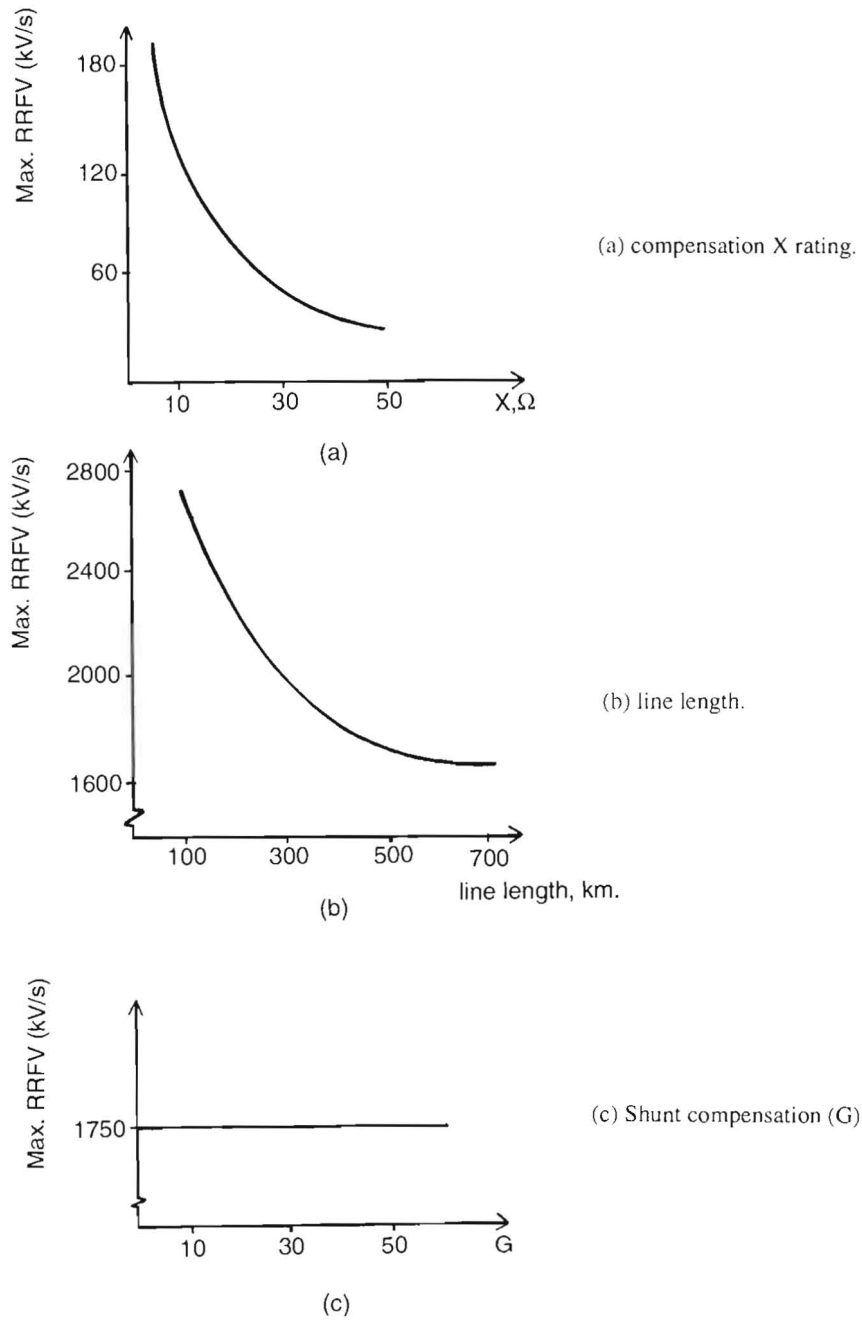 Max. RRFV (kV/s)
180
120
60
10 30 50 X,Ω
(a)
(a) compensation X rating.
Max. RRFV (kV/s)
2800
2400
2000
1600
100 300 500 700
line length, km.
(b)
(b) line length.
Max. RRFV (kV/s)
1750
10 30 50 G
(c)
(c) Shunt compensation (G)